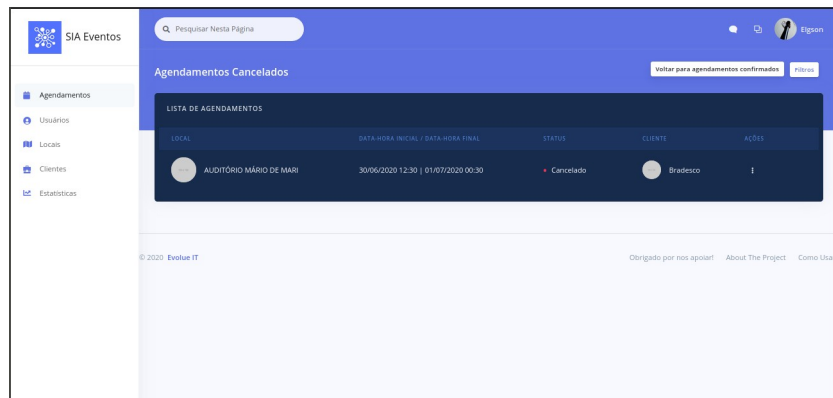 SIA Eventos
Pesquisar Nesta Página
Elgson
Agendamentos Cancelados
Voltar para agendamentos confirmados
Filtros
Agendamentos
Usuários
Locais
Clientes
Estatísticas
LISTA DE AGENDAMENTOS
LOCAL DATA-HORA INICIAL / DATA-HORA FINAL STATUS CLIENTE AÇÕES
AUDITÓRIO MÁRIO DE MARI 30/06/2020 12:30 | 01/07/2020 00:30 Cancelado Bradesco
© 2020 Evolue IT
Obrigado por nos apoiar! About The Project Como Usa